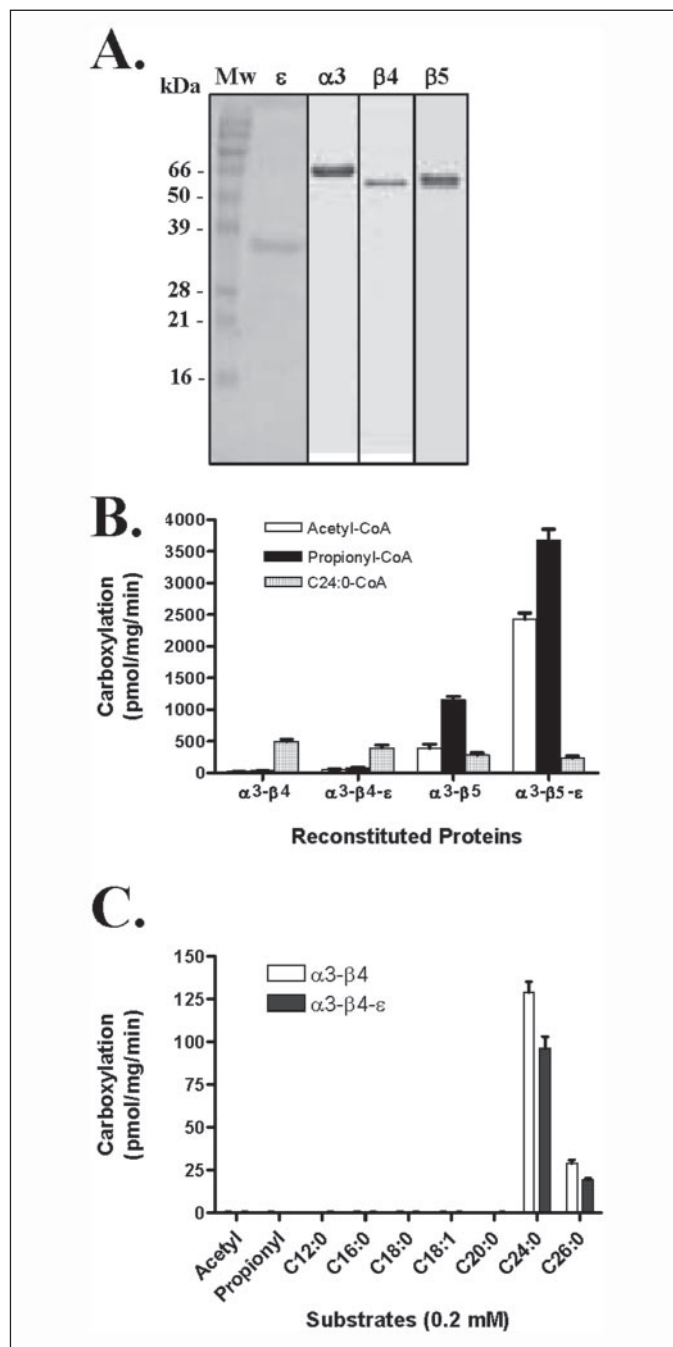 A.
kDa Mw ε α3 β4 β5
66 -
50 -
39 -
28 -
21 -
16 -
B.
Carboxylation
(pmol/mg/min)
4000
3500
3000
2500
2000
1500
1000
500
0
Acetyl-CoA
Propionyl-CoA
C24:0-CoA
α3-β4 α3-β4-ε α3-β5 α3-β5-ε
Reconstituted Proteins
C.
Carboxylation
(pmol/mg/min)
150
125
100
75
50
25
0
α3-β4
α3-β4-ε
Acetyl Propionyl C12:0 C16:0 C18:0 C18:1 C20:0 C24:0 C26:0
Substrates (0.2 mM)